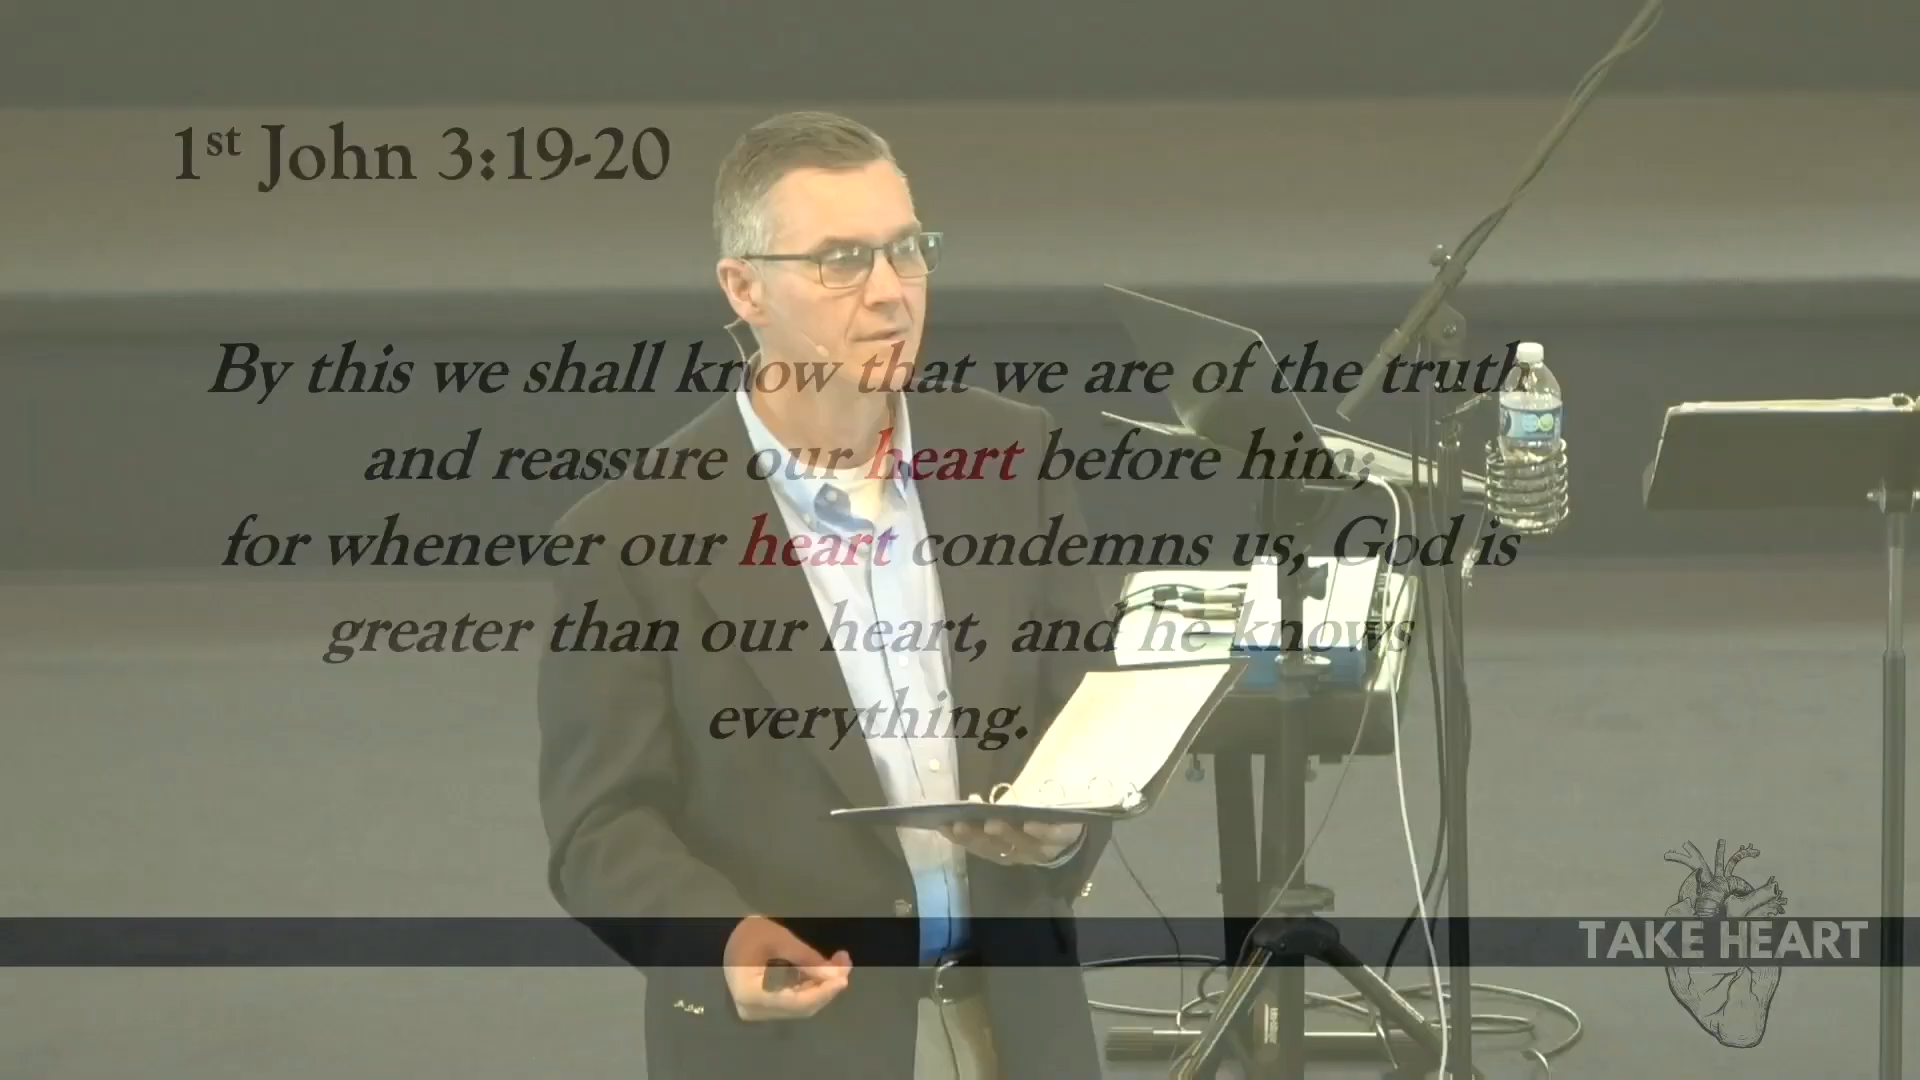 1st John 3:19-20
By this we shall know that we are of the truth
and reassure our heart before him;
for whenever our heart condemns us, God is
greater than our heart, and he knows
everything.
TAKE HEART